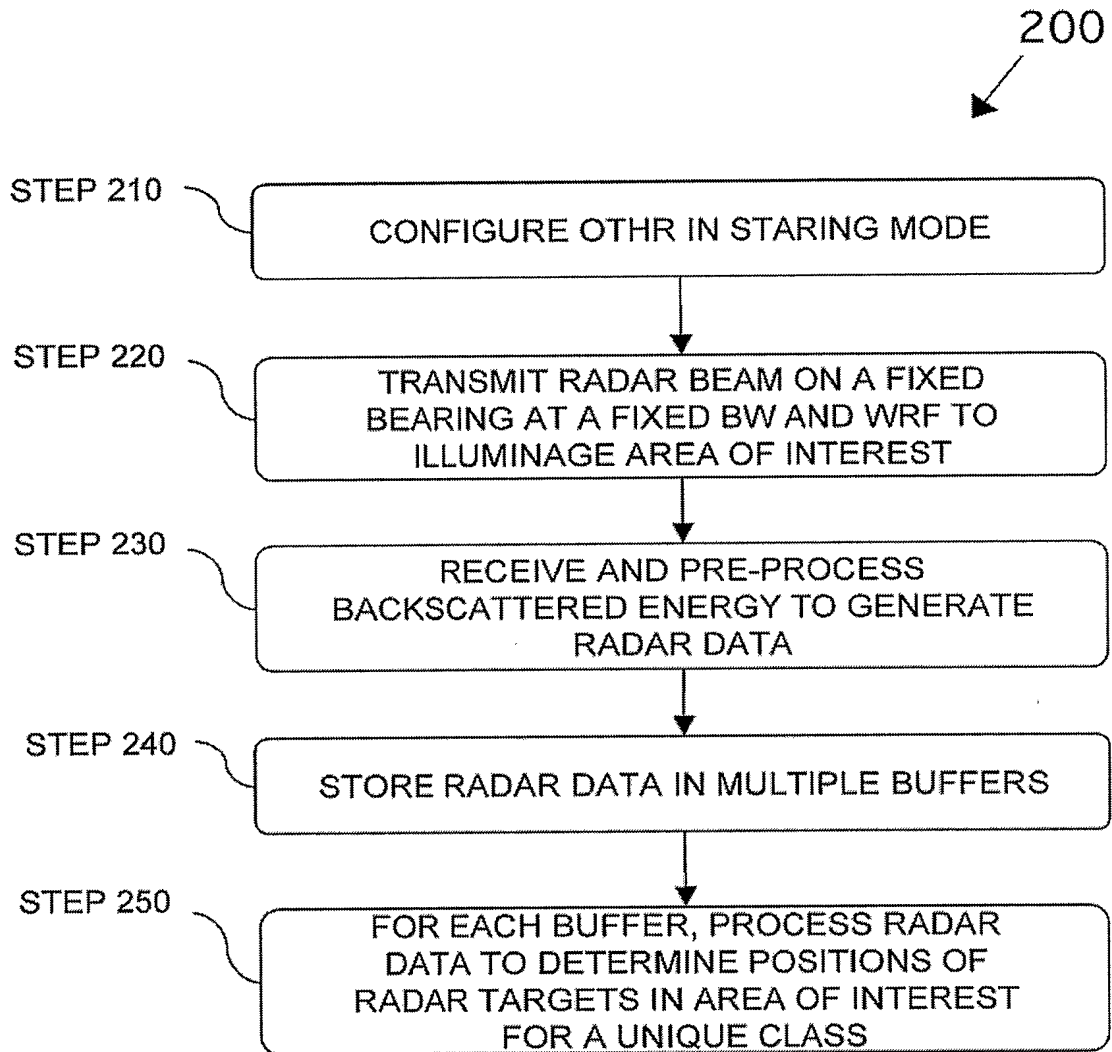 200
STEP 210
CONFIGURE OTHR IN STARING MODE
STEP 220
TRANSMIT RADAR BEAM ON A FIXED
BEARING AT A FIXED BW AND WRF TO
ILLUMINAGE AREA OF INTEREST
STEP 230
RECEIVE AND PRE-PROCESS
BACKSCATTERED ENERGY TO GENERATE
RADAR DATA
STEP 240
STORE RADAR DATA IN MULTIPLE BUFFERS
STEP 250
FOR EACH BUFFER, PROCESS RADAR
DATA TO DETERMINE POSITIONS OF
RADAR TARGETS IN AREA OF INTEREST
FOR A UNIQUE CLASS